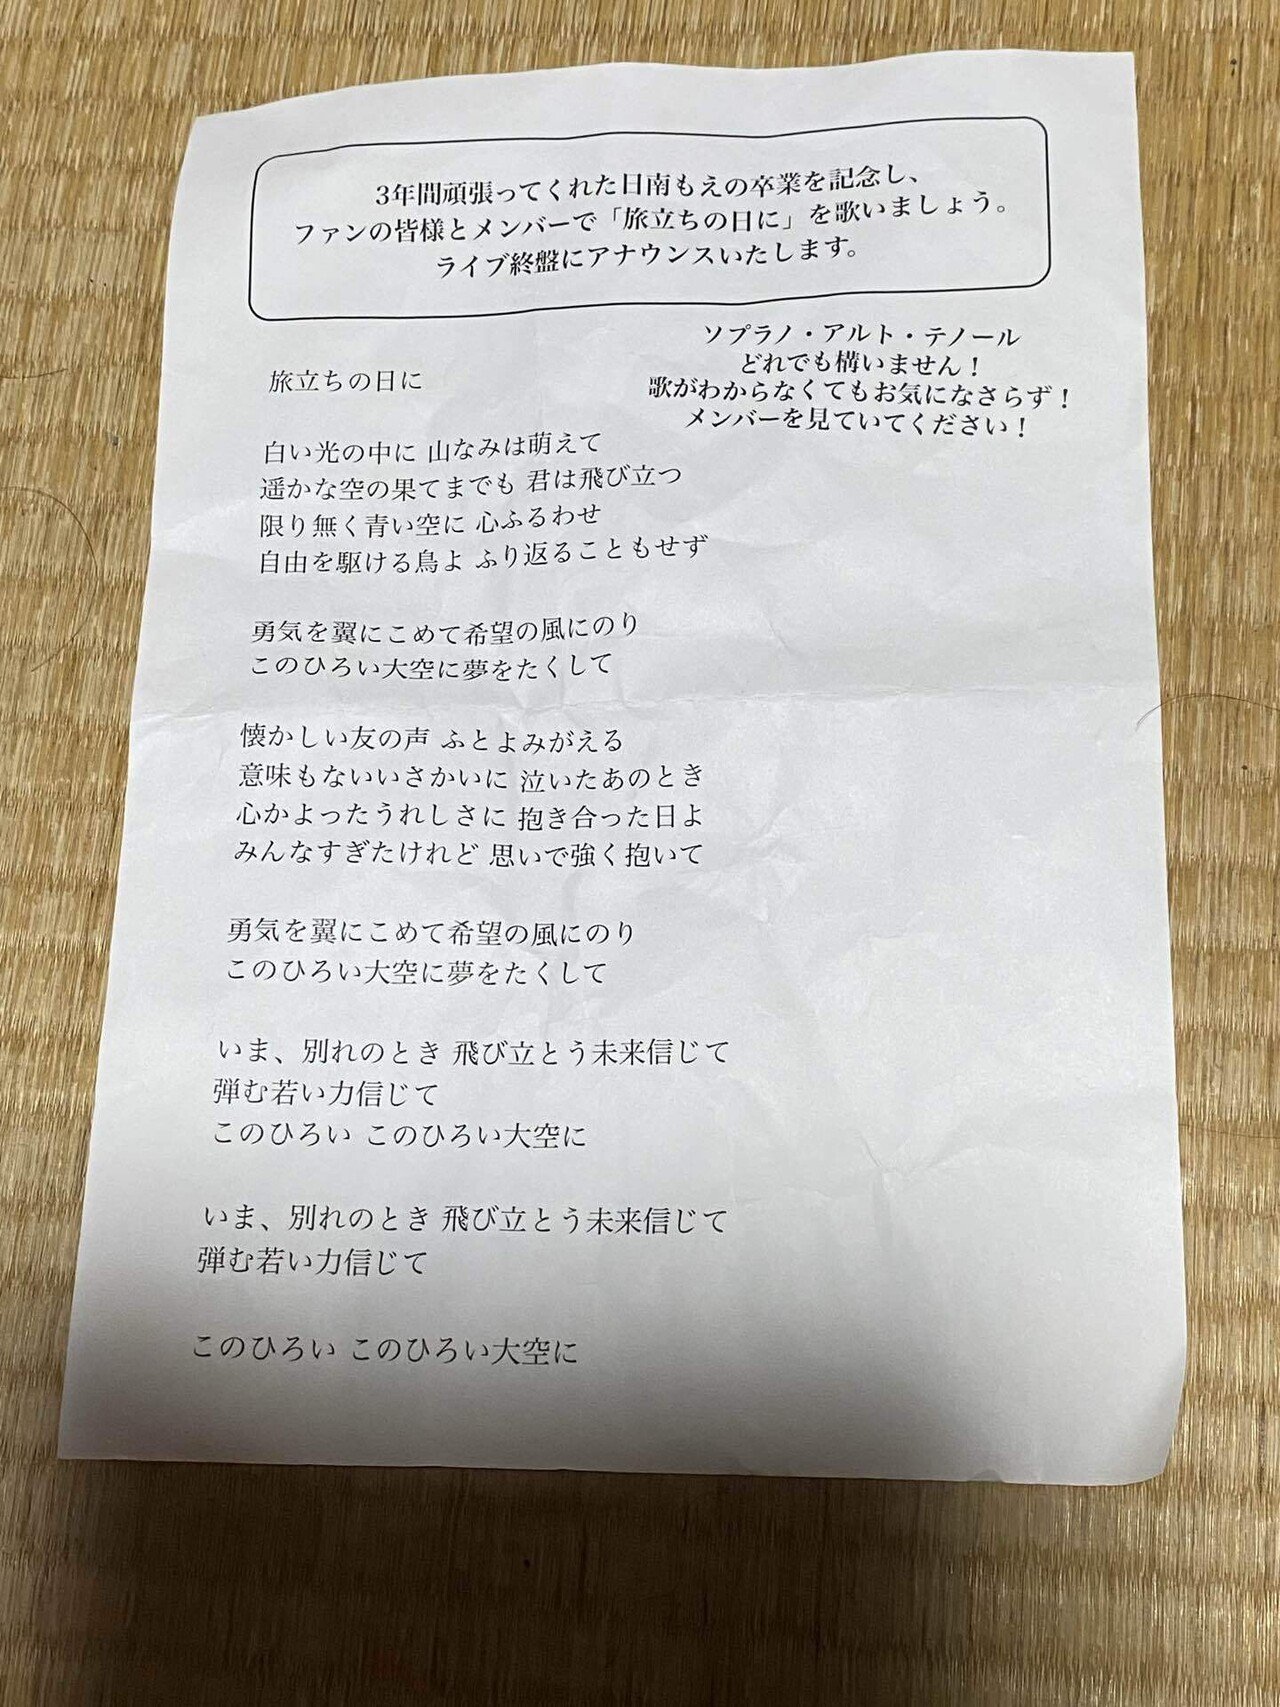 3年間頑張ってくれた日南もえの卒業を記念し、
ファンの皆様とメンバーで「旅立ちの日に」を歌いましょう。
ライブ終盤にアナウンスいたします。
ソプラノ・アルト・テノール
どれでも構いません！
歌がわからなくてもお気になさらず！
メンバーを見ていてください！
旅立ちの日に
白い光の中に 山なみは萌えて
遥かな空の果てまでも 君は飛び立つ
限り無く青い空に 心ふるわせ
自由を駆ける鳥よ ふり返ることもせず
勇気を翼にこめて希望の風にのり
このひろい大空に夢をたくして
懐かしい友の声 ふとよみがえる
意味もないいさかいに 泣いたあのとき
心かよったうれしさに 抱き合った日よ
みんなすぎたけれど 思いで強く抱いて
勇気を翼にこめて希望の風にのり
このひろい大空に夢をたくして
いま、別れのとき 飛び立とう未来信じて
弾む若い力信じて
このひろい このひろい大空に
いま、別れのとき 飛び立とう未来信じて
弾む若い力信じて
このひろい このひろい大空に